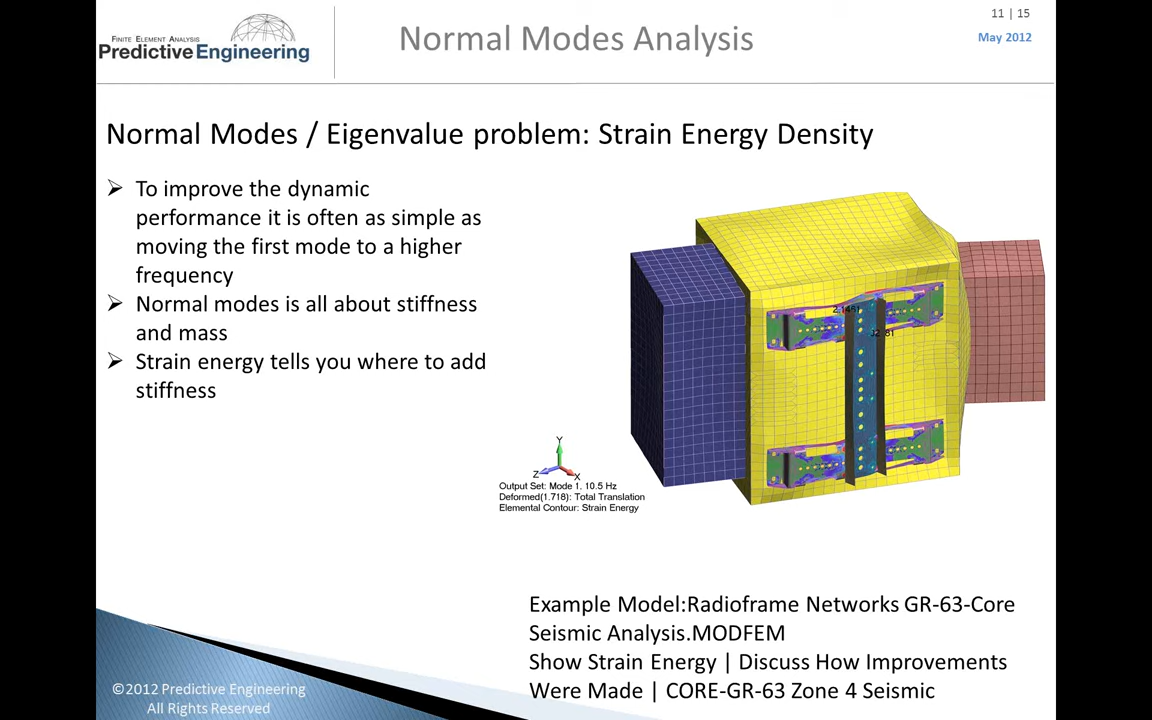 FINITE ELEMENT ANALYSIS
Predictive Engineering
Normal Modes Analysis
11 | 15
May 2012
Normal Modes / Eigenvalue problem: Strain Energy Density
To improve the dynamic
performance it is often as simple as
moving the first mode to a higher
frequency
Normal modes is all about stiffness
and mass
Strain energy tells you where to add
stiffness
Y
Z
X
Output Set: Mode 1, 10.5 Hz
Deformed(1.718): Total Translation
Elemental Contour: Strain Energy
Example Model:Radioframe Networks GR-63-Core
Seismic Analysis.MODFEM
Show Strain Energy | Discuss How Improvements
Were Made | CORE-GR-63 Zone 4 Seismic
©2012 Predictive Engineering
All Rights Reserved